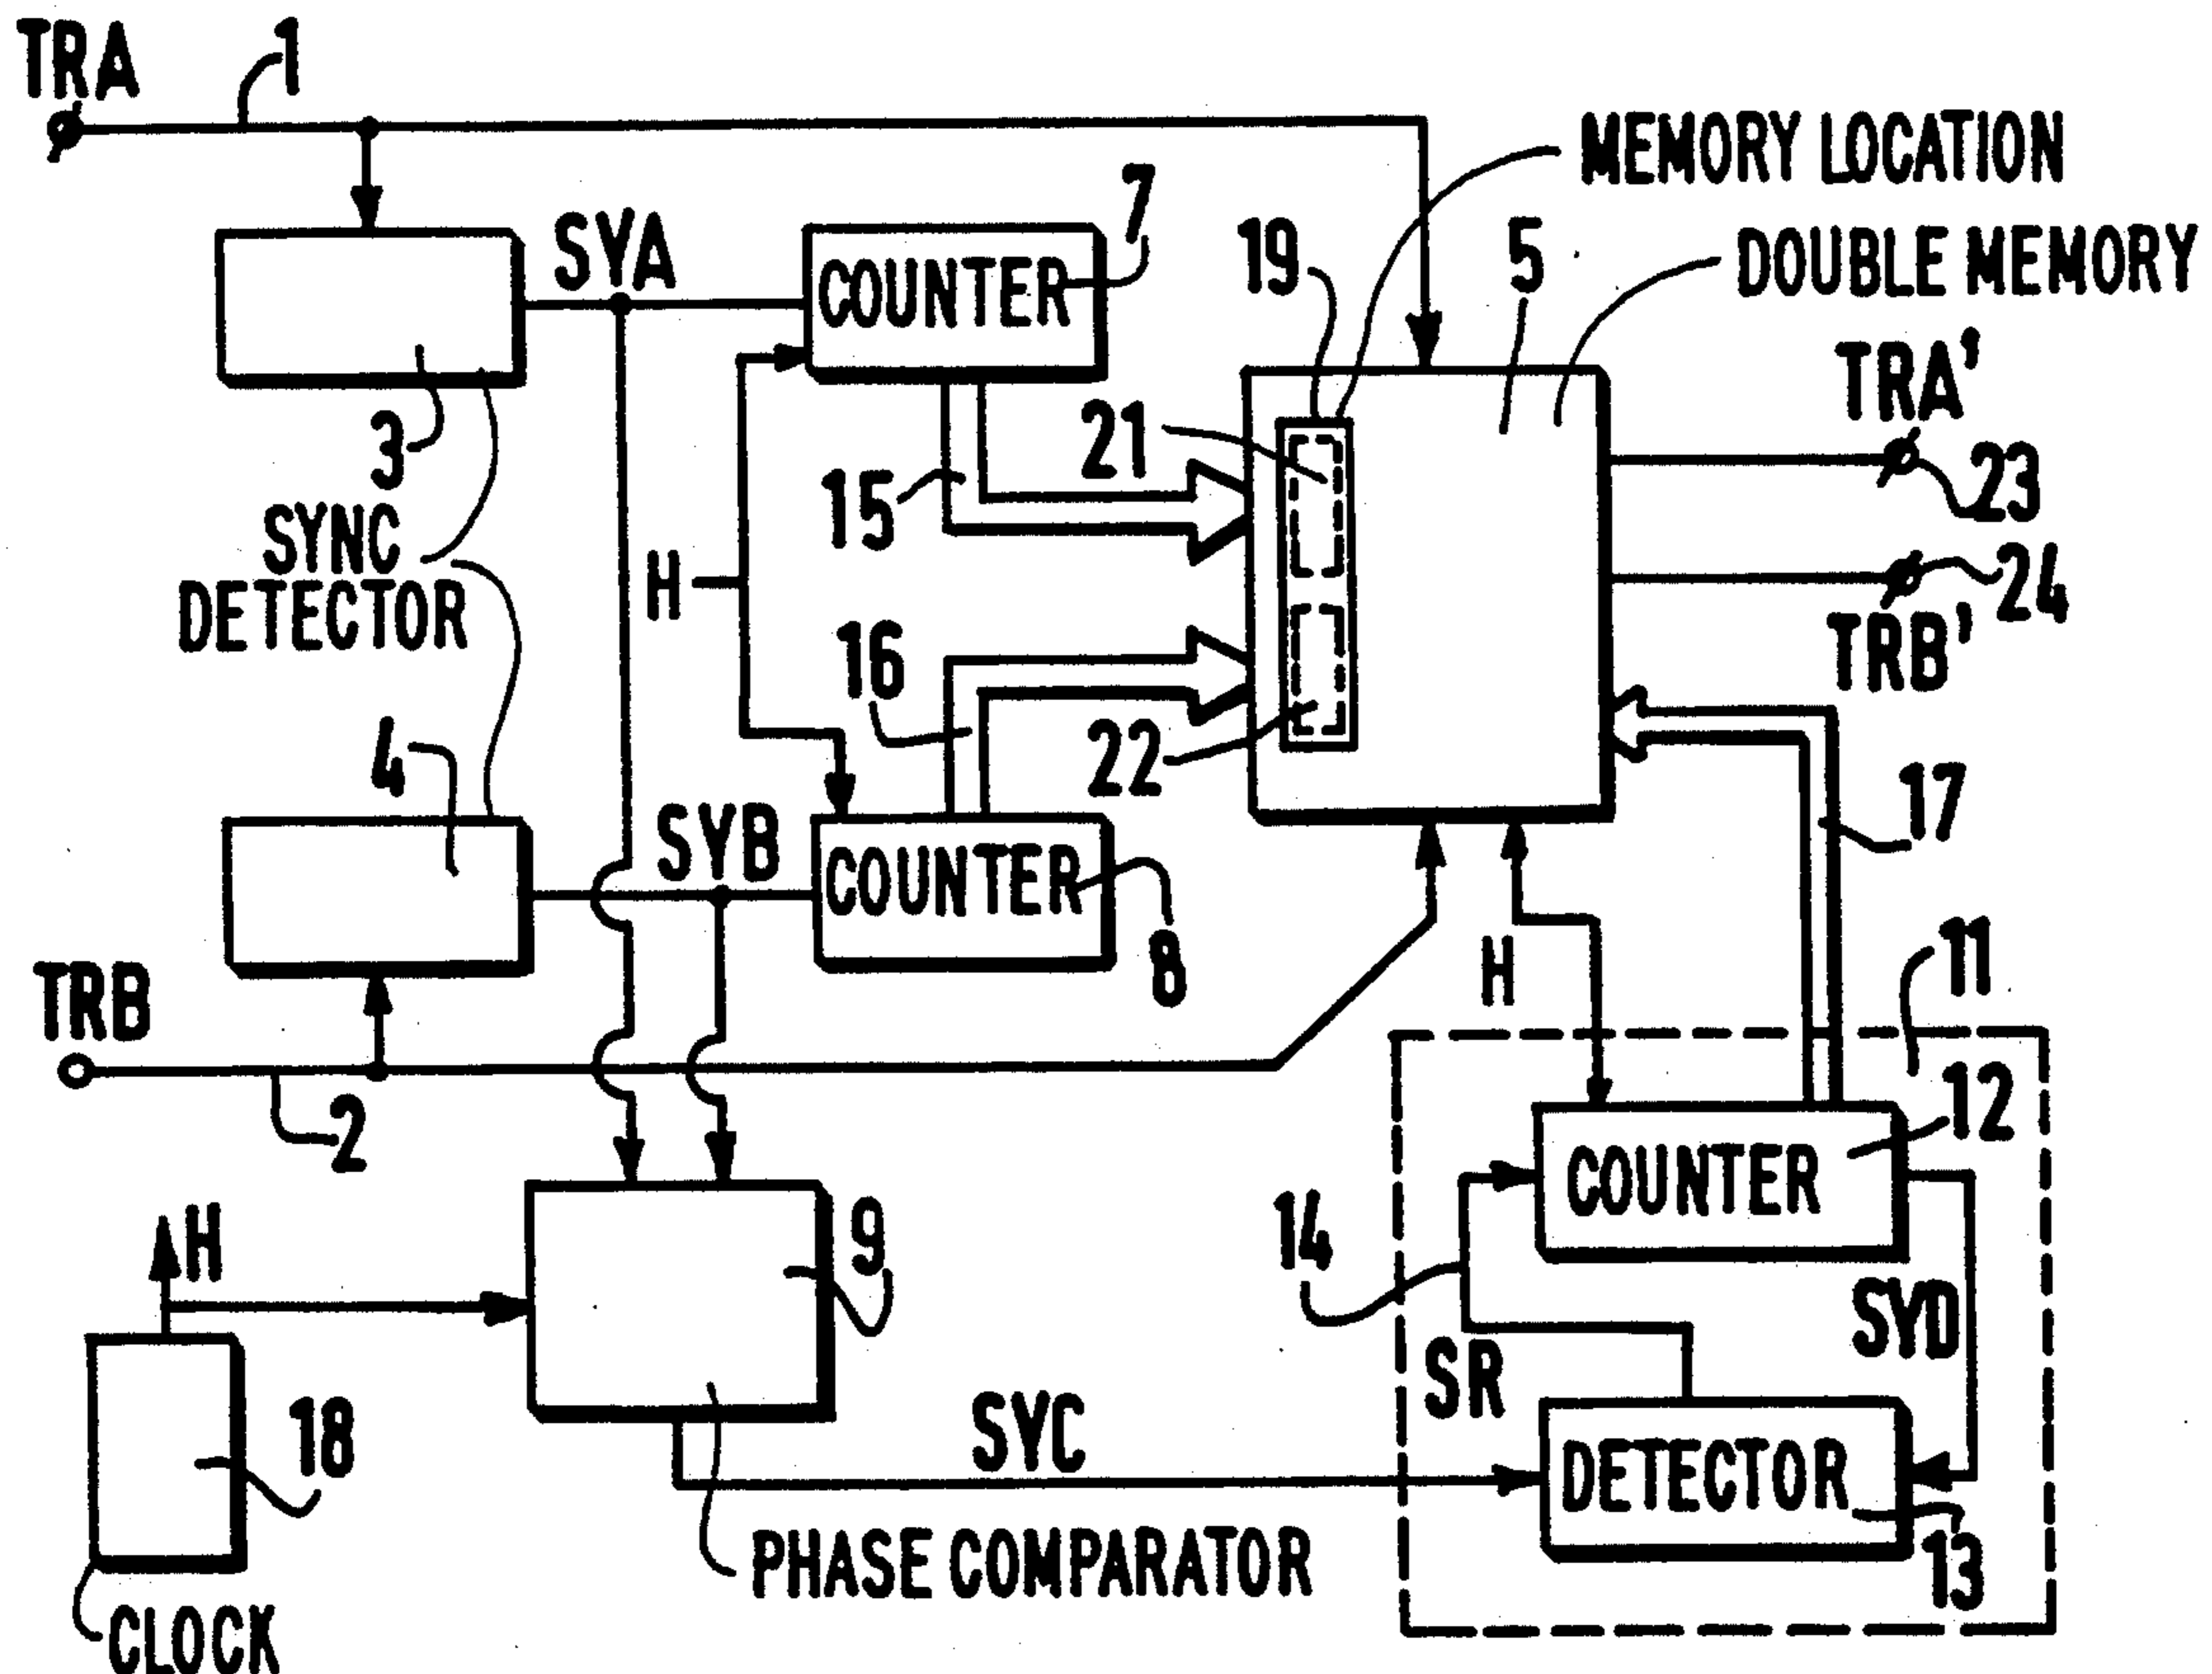 TRA
1
MEMORY LOCATION
7
SYA
COUNTER
19
5
DOUBLE MEMORY
TRA'
3
21
15
23
SYNC
DETECTOR
H
24
TRB'
16
4
22
17
SYB
COUNTER
8
H
11
TRB
2
12
COUNTER
14
H
9
SYD
SR
18
SYC
DETECTOR
13
PHASE COMPARATOR
CLOCK